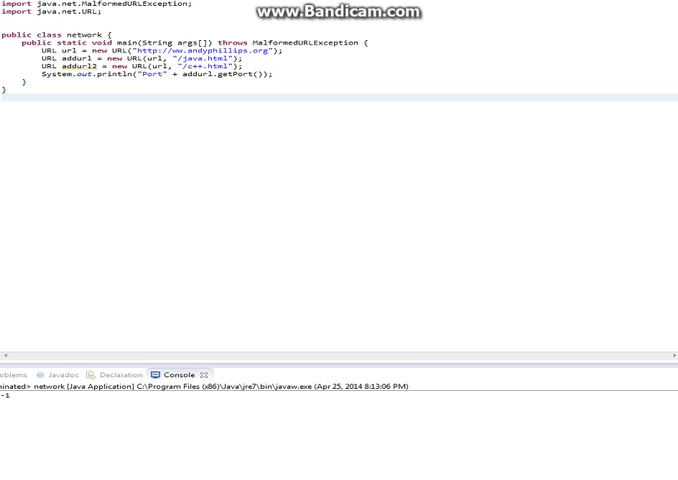 import java.net.MalformedURLException;
www.Bandicam.com
import java.net.URL;
public class network {
public static void main(String args[]) throws MalformedURLException {
URL url = new URL("http://ww.andyphillips.org");
URL addurl = new URL(url, "/java.html");
URL addurl2 = new URL(url, "/c++.html");
System.out.println("Port" + addurl.getPort());
}
}
oblems @ Javadoc Declaration Console
minated> network [Java Application] C:\Program Files (x86)\Java\jre7\bin\javaw.exe (Apr 25, 2014 8:13:06 PM)
-1